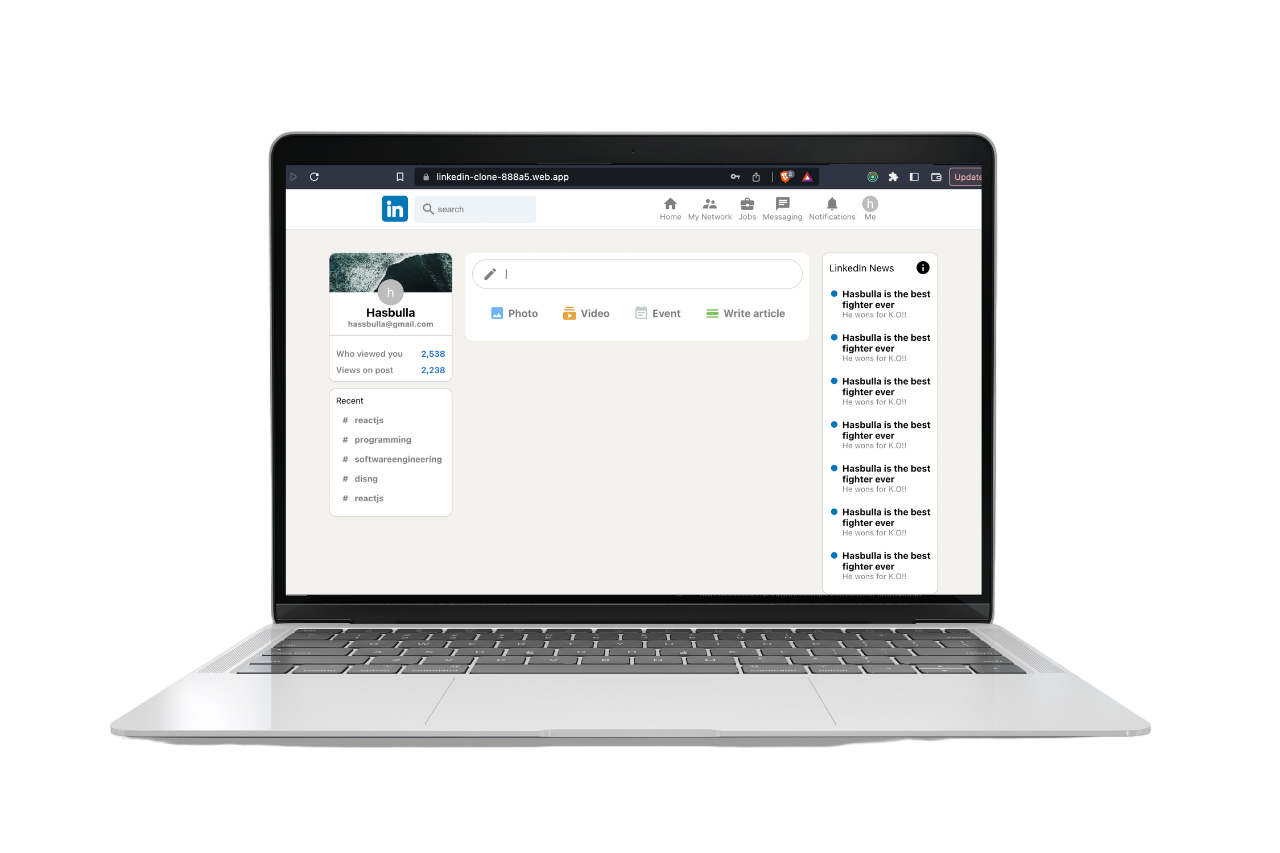 linkedin-clone-888a5.web.app
2
Update
in
search
Home
My Network
Jobs
Messaging
Notifications
h
Me
h
Hasbulla
hassbulla@gmail.com
Who viewed you 2,538
Views on post 2,238
Recent
# reactjs
# programming
# softwareengineering
# disng
# reactjs
Photo
Video
Event
Write article
LinkedIn News
Hasbulla is the best
fighter ever
He wons for K.O!!
Hasbulla is the best
fighter ever
He wons for K.O!!
Hasbulla is the best
fighter ever
He wons for K.O!!
Hasbulla is the best
fighter ever
He wons for K.O!!
Hasbulla is the best
fighter ever
He wons for K.O!!
Hasbulla is the best
fighter ever
He wons for K.O!!
Hasbulla is the best
fighter ever
He wons for K.O!!